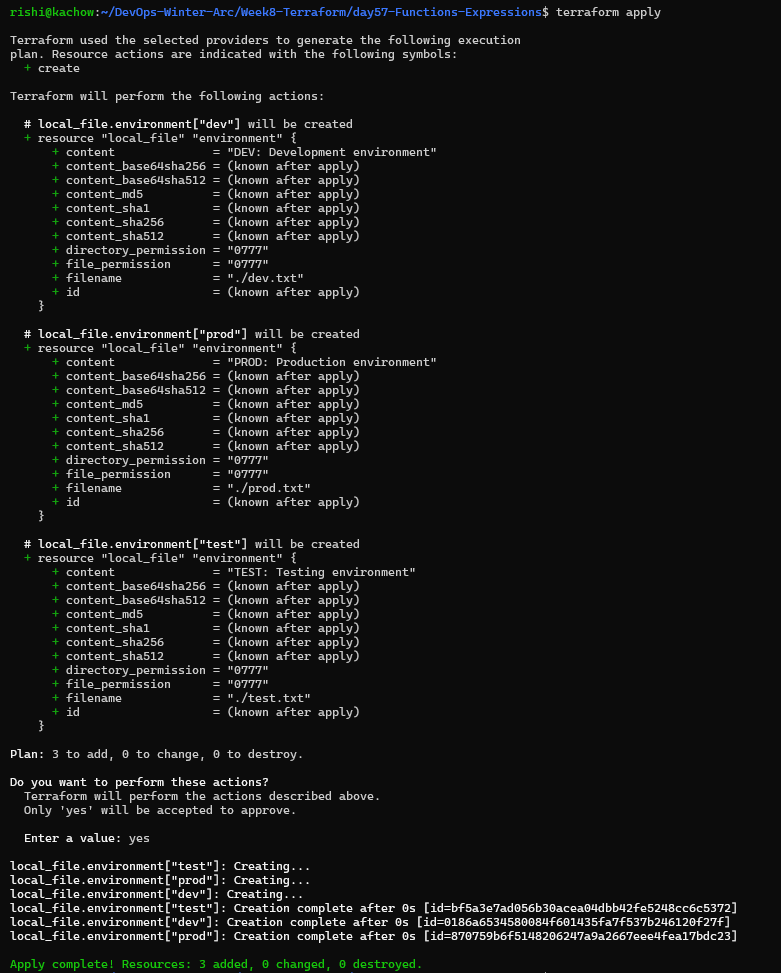 rishi@kachow:~/DevOps-Winter-Arc/Week8-Terraform/day57-Functions-Expressions$ terraform apply

Terraform used the selected providers to generate the following execution
plan. Resource actions are indicated with the following symbols:
  + create

Terraform will perform the following actions:

  # local_file.environment["dev"] will be created
  + resource "local_file" "environment" {
      + content              = "DEV: Development environment"
      + content_base64sha256 = (known after apply)
      + content_base64sha512 = (known after apply)
      + content_md5          = (known after apply)
      + content_sha1         = (known after apply)
      + content_sha256       = (known after apply)
      + content_sha512       = (known after apply)
      + directory_permission = "0777"
      + file_permission      = "0777"
      + filename             = "./dev.txt"
      + id                   = (known after apply)
    }

  # local_file.environment["prod"] will be created
  + resource "local_file" "environment" {
      + content              = "PROD: Production environment"
      + content_base64sha256 = (known after apply)
      + content_base64sha512 = (known after apply)
      + content_md5          = (known after apply)
      + content_sha1         = (known after apply)
      + content_sha256       = (known after apply)
      + content_sha512       = (known after apply)
      + directory_permission = "0777"
      + file_permission      = "0777"
      + filename             = "./prod.txt"
      + id                   = (known after apply)
    }

  # local_file.environment["test"] will be created
  + resource "local_file" "environment" {
      + content              = "TEST: Testing environment"
      + content_base64sha256 = (known after apply)
      + content_base64sha512 = (known after apply)
      + content_md5          = (known after apply)
      + content_sha1         = (known after apply)
      + content_sha256       = (known after apply)
      + content_sha512       = (known after apply)
      + directory_permission = "0777"
      + file_permission      = "0777"
      + filename             = "./test.txt"
      + id                   = (known after apply)
    }

Plan: 3 to add, 0 to change, 0 to destroy.

Do you want to perform these actions?
  Terraform will perform the actions described above.
  Only 'yes' will be accepted to approve.

  Enter a value: yes

local_file.environment["test"]: Creating...
local_file.environment["prod"]: Creating...
local_file.environment["dev"]: Creating...
local_file.environment["test"]: Creation complete after 0s [id=bf5a3e7ad056b30acea04dbb42fe5248cc6c5372]
local_file.environment["dev"]: Creation complete after 0s [id=0186a6534580084f601435fa7f537b246120f27f]
local_file.environment["prod"]: Creation complete after 0s [id=870759b6f5148206247a9a2667eee4fea17bdc23]

Apply complete! Resources: 3 added, 0 changed, 0 destroyed.